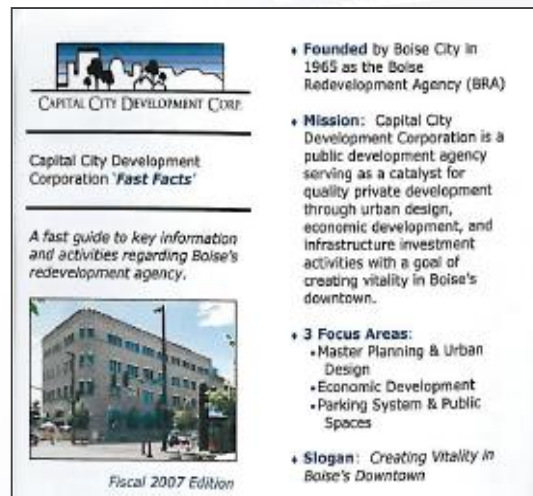 CAPITAL CITY DEVELOPMENT CORP.
Capital City Development
Corporation 'Fast Facts'
A fast guide to key information
and activities regarding Boise's
redevelopment agency.
Fiscal 2007 Edition
♦ Founded by Boise City in
1965 as the Boise
Redevelopment Agency (BRA)
♦ Mission: Capital City
Development Corporation is a
public development agency
serving as a catalyst for
quality private development
through urban design,
economic development, and
infrastructure investment
activities with a goal of
creating vitality in Boise's
downtown.
♦ 3 Focus Areas:
•Master Planning & Urban
Design
•Economic Development
•Parking System & Public
Spaces
♦ Slogan: Creating Vitality in
Boise's Downtown